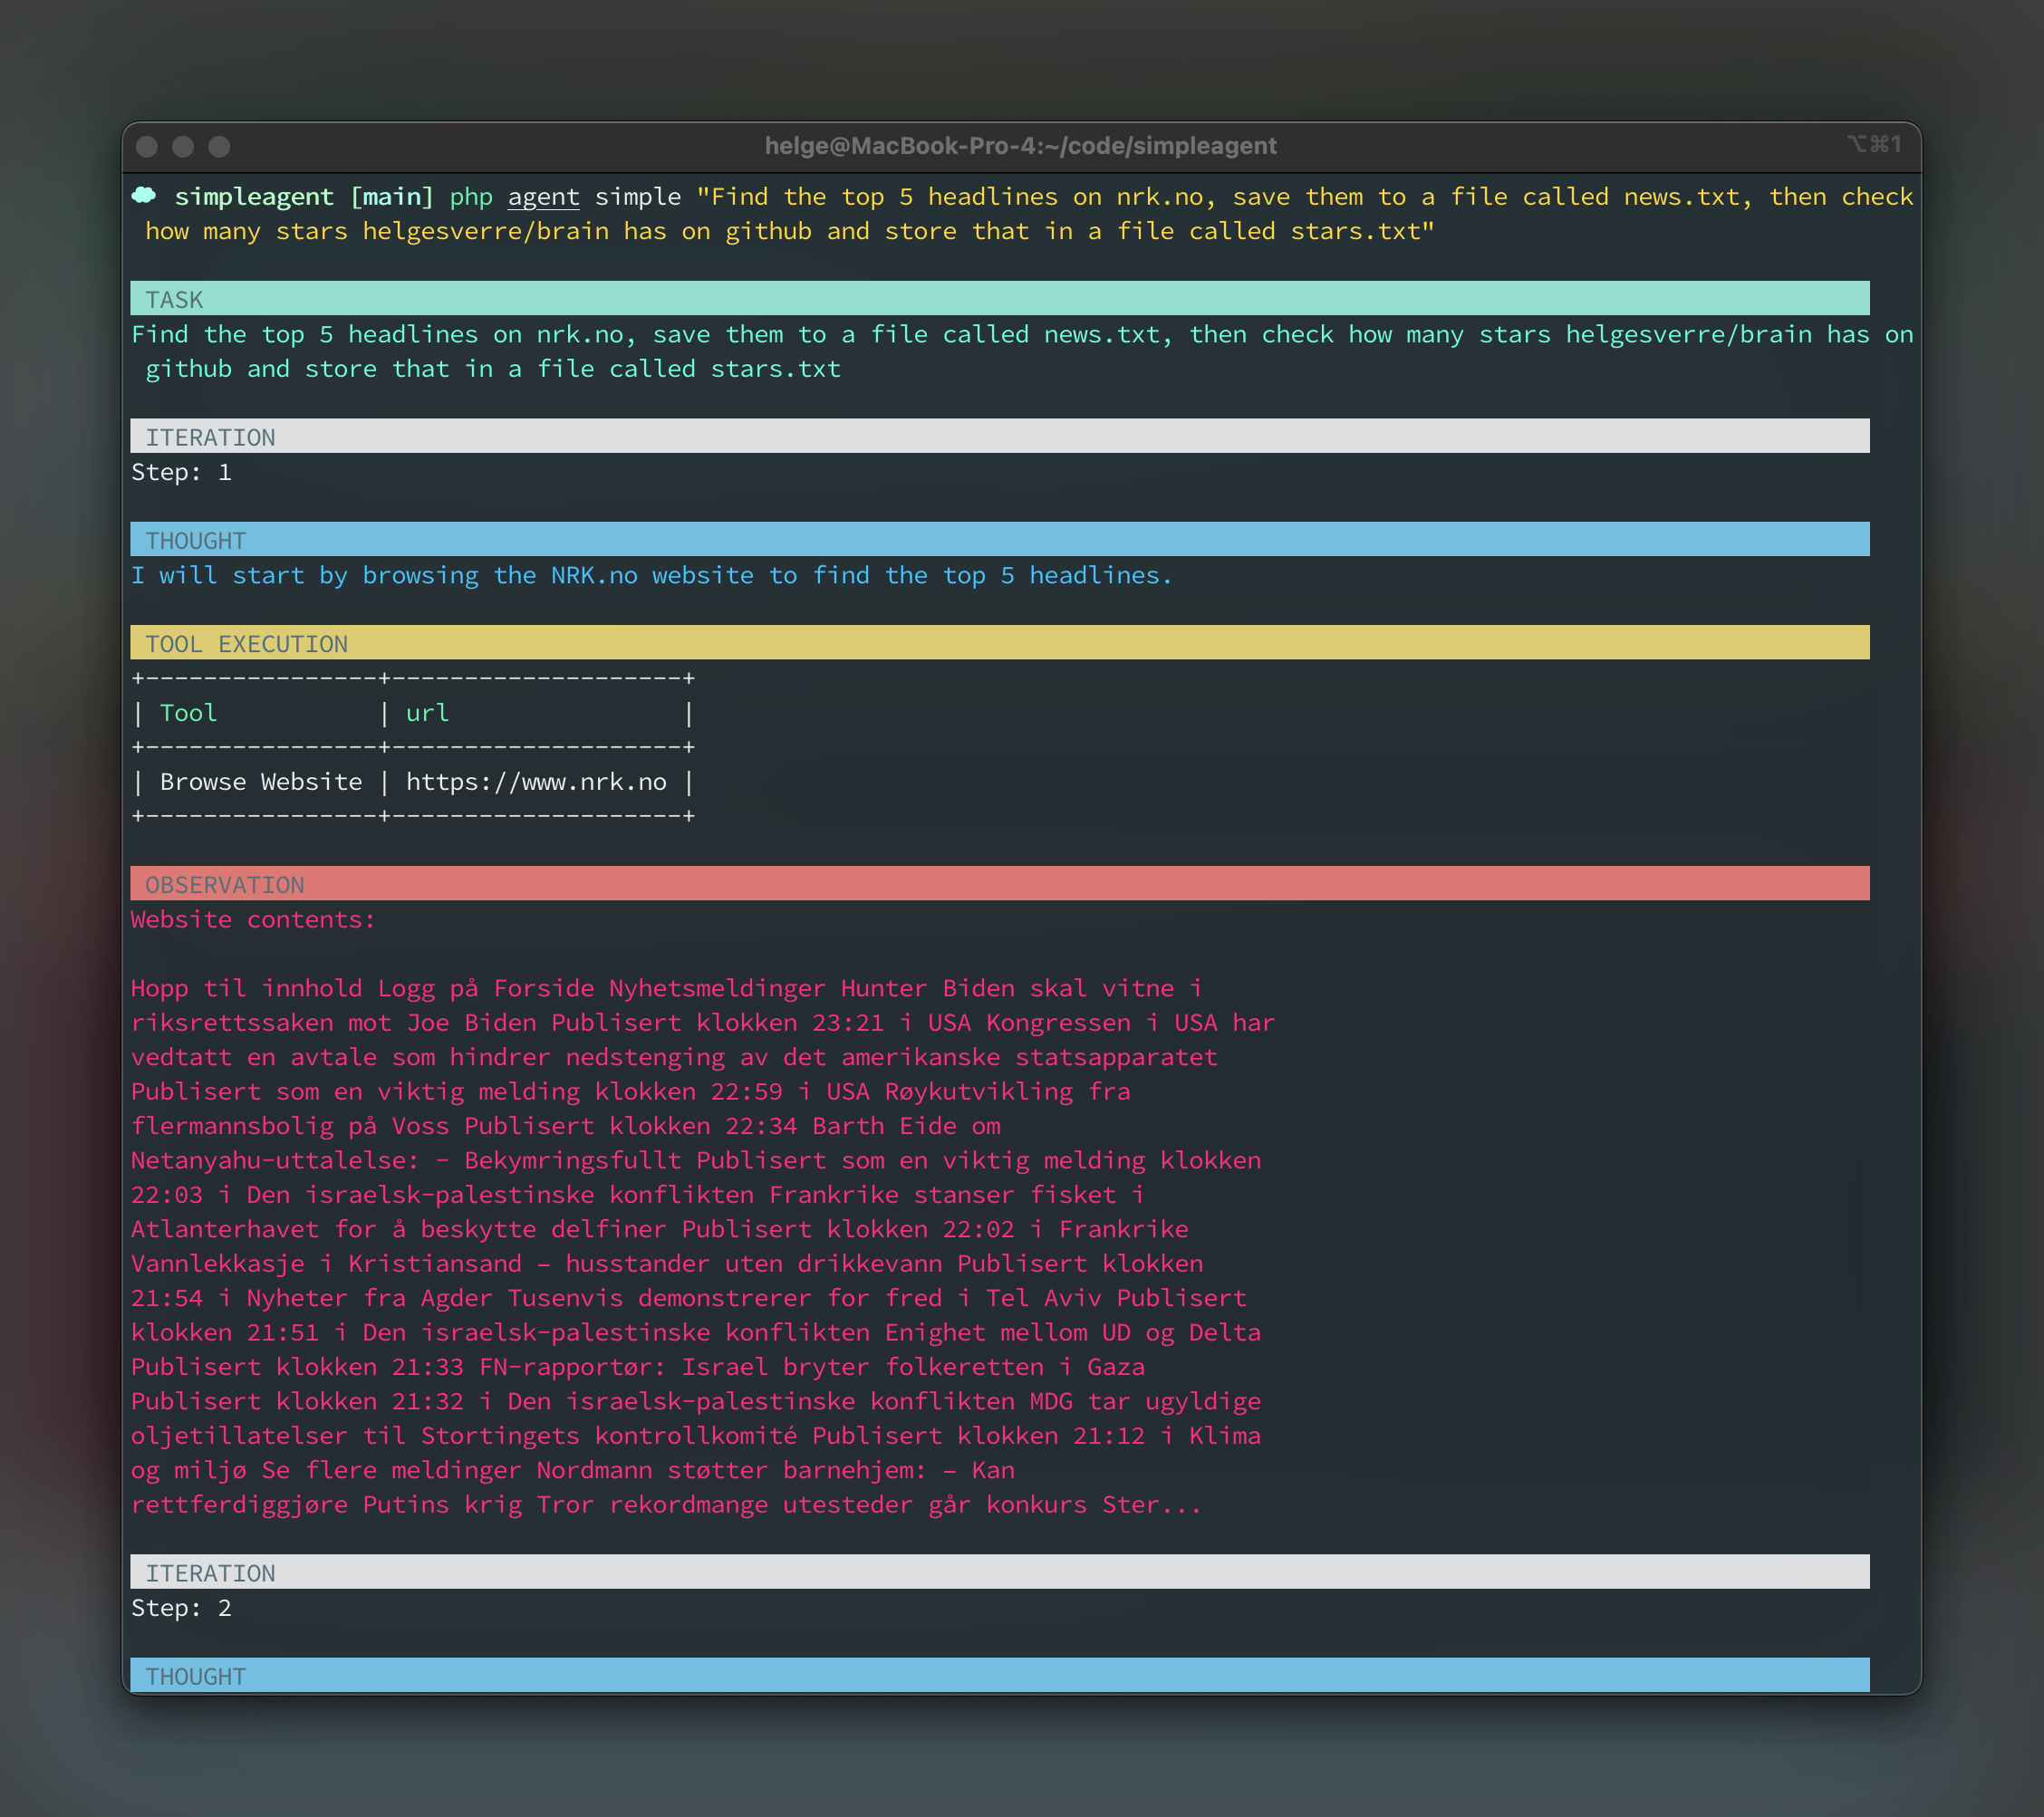 helge@MacBook-Pro-4:~/code/simpleagent
⌥⌘1
simpleagent [main] php agent simple "Find the top 5 headlines on nrk.no, save them to a file called news.txt, then check
how many stars helgesverre/brain has on github and store that in a file called stars.txt"
TASK
Find the top 5 headlines on nrk.no, save them to a file called news.txt, then check how many stars helgesverre/brain has on
github and store that in a file called stars.txt
ITERATION
Step: 1
THOUGHT
I will start by browsing the NRK.no website to find the top 5 headlines.
TOOL EXECUTION
+----------------+--------------------+
| Tool           | url                |
+----------------+--------------------+
| Browse Website | https://www.nrk.no |
+----------------+--------------------+
OBSERVATION
Website contents:
Hopp til innhold Logg på Forside Nyhetsmeldinger Hunter Biden skal vitne i
riksrettssaken mot Joe Biden Publisert klokken 23:21 i USA Kongressen i USA har
vedtatt en avtale som hindrer nedstenging av det amerikanske statsapparatet
Publisert som en viktig melding klokken 22:59 i USA Røykutvikling fra
flermannsbolig på Voss Publisert klokken 22:34 Barth Eide om
Netanyahu-uttalelse: - Bekymringsfullt Publisert som en viktig melding klokken
22:03 i Den israelsk-palestinske konflikten Frankrike stanser fisket i
Atlanterhavet for å beskytte delfiner Publisert klokken 22:02 i Frankrike
Vannlekkasje i Kristiansand – husstander uten drikkevann Publisert klokken
21:54 i Nyheter fra Agder Tusenvis demonstrerer for fred i Tel Aviv Publisert
klokken 21:51 i Den israelsk-palestinske konflikten Enighet mellom UD og Delta
Publisert klokken 21:33 FN-rapportør: Israel bryter folkeretten i Gaza
Publisert klokken 21:32 i Den israelsk-palestinske konflikten MDG tar ugyldige
oljetillatelser til Stortingets kontrollkomité Publisert klokken 21:12 i Klima
og miljø Se flere meldinger Nordmann støtter barnehjem: – Kan
rettferdiggjøre Putins krig Tror rekordmange utesteder går konkurs Ster...
ITERATION
Step: 2
THOUGHT